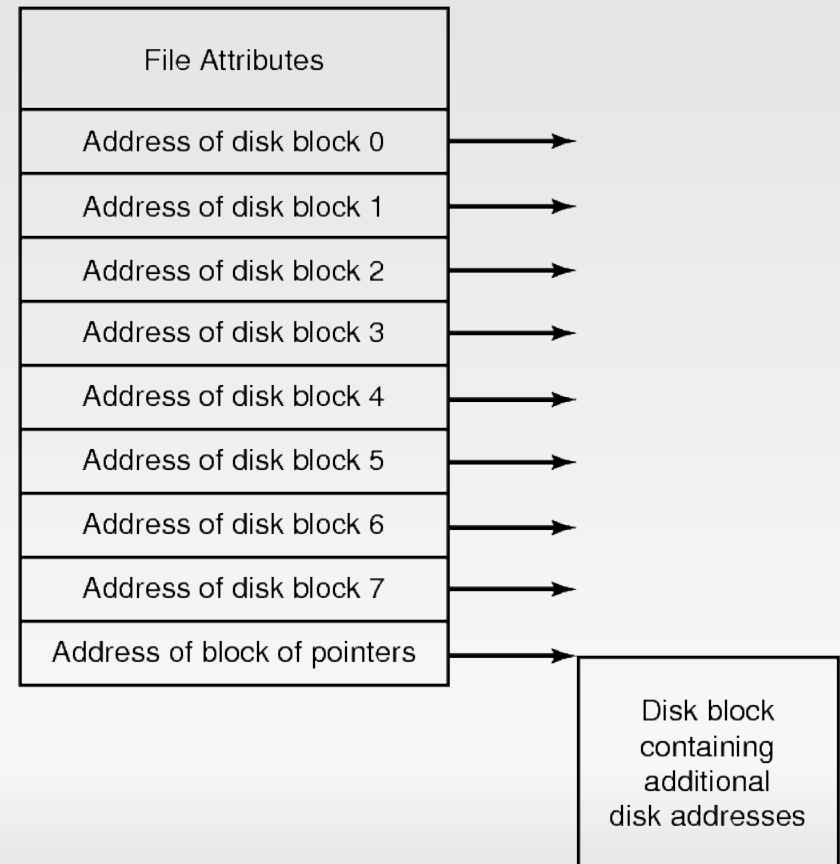 File Attributes
Address of disk block 0
Address of disk block 1
Address of disk block 2
Address of disk block 3
Address of disk block 4
Address of disk block 5
Address of disk block 6
Address of disk block 7
Address of block of pointers
Disk block
containing
additional
disk addresses